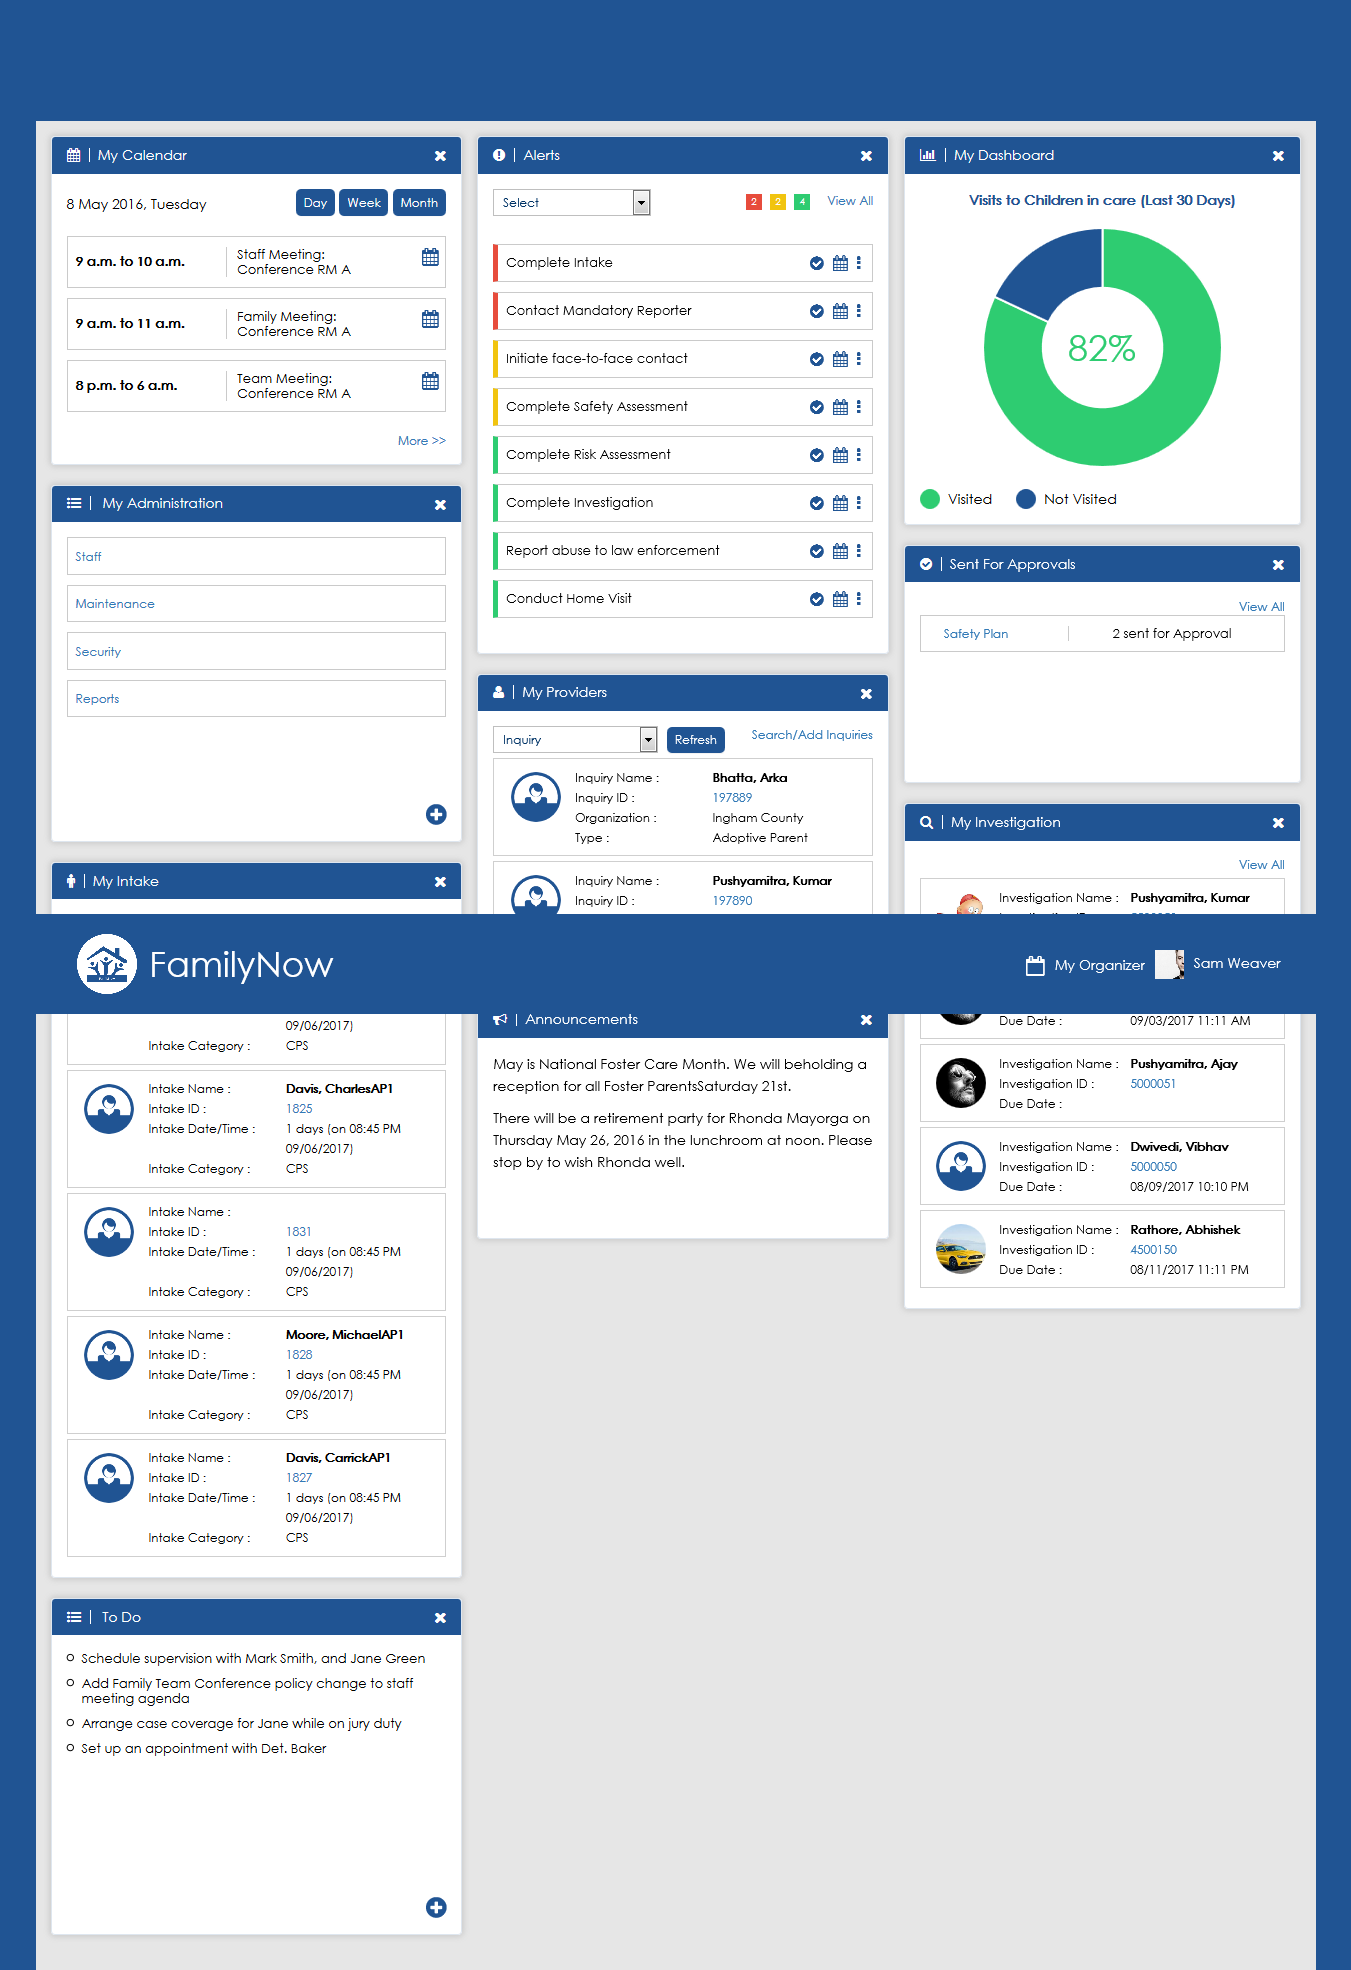 My Calendar
8 May 2016, Tuesday
Day Week Month
9 a.m. to 10 a.m.
Staff Meeting:
Conference RM A
9 a.m. to 11 a.m.
Family Meeting:
Conference RM A
8 p.m. to 6 a.m.
Team Meeting:
Conference RM A
More >>
My Administration
Staff
Maintenance
Security
Reports
My Intake
Alerts
Select
2 2 4 View All
Complete Intake
Contact Mandatory Reporter
Initiate face-to-face contact
Complete Safety Assessment
Complete Risk Assessment
Complete Investigation
Report abuse to law enforcement
Conduct Home Visit
My Providers
Inquiry Refresh Search/Add Inquiries
Inquiry Name : Bhatta, Arka
Inquiry ID : 197889
Organization : Ingham County
Type : Adoptive Parent
Inquiry Name : Pushyamitra, Kumar
Inquiry ID : 197890
My Dashboard
Visits to Children in care (Last 30 Days)
82%
Visited Not Visited
Sent For Approvals
View All
Safety Plan 2 sent for Approval
My Investigation
View All
Investigation Name : Pushyamitra, Kumar
FamilyNow
My Organizer Sam Weaver
09/06/2017)
Intake Category : CPS
Intake Name : Davis, CharlesAP1
Intake ID : 1825
Intake Date/Time : 1 days (on 08:45 PM
09/06/2017)
Intake Category : CPS
Intake Name :
Intake ID : 1831
Intake Date/Time : 1 days (on 08:45 PM
09/06/2017)
Intake Category : CPS
Intake Name : Moore, MichaelAP1
Intake ID : 1828
Intake Date/Time : 1 days (on 08:45 PM
09/06/2017)
Intake Category : CPS
Intake Name : Davis, CarrickAP1
Intake ID : 1827
Intake Date/Time : 1 days (on 08:45 PM
09/06/2017)
Intake Category : CPS
To Do
Schedule supervision with Mark Smith, and Jane Green
Add Family Team Conference policy change to staff
meeting agenda
Arrange case coverage for Jane while on jury duty
Set up an appointment with Det. Baker
Announcements
May is National Foster Care Month. We will beholding a
reception for all Foster ParentsSaturday 21st.
There will be a retirement party for Rhonda Mayorga on
Thursday May 26, 2016 in the lunchroom at noon. Please
stop by to wish Rhonda well.
Due Date : 09/03/2017 11:11 AM
Investigation Name : Pushyamitra, Ajay
Investigation ID : 5000051
Due Date :
Investigation Name : Dwivedi, Vibhav
Investigation ID : 5000050
Due Date : 08/09/2017 10:10 PM
Investigation Name : Rathore, Abhishek
Investigation ID : 4500150
Due Date : 08/11/2017 11:11 PM